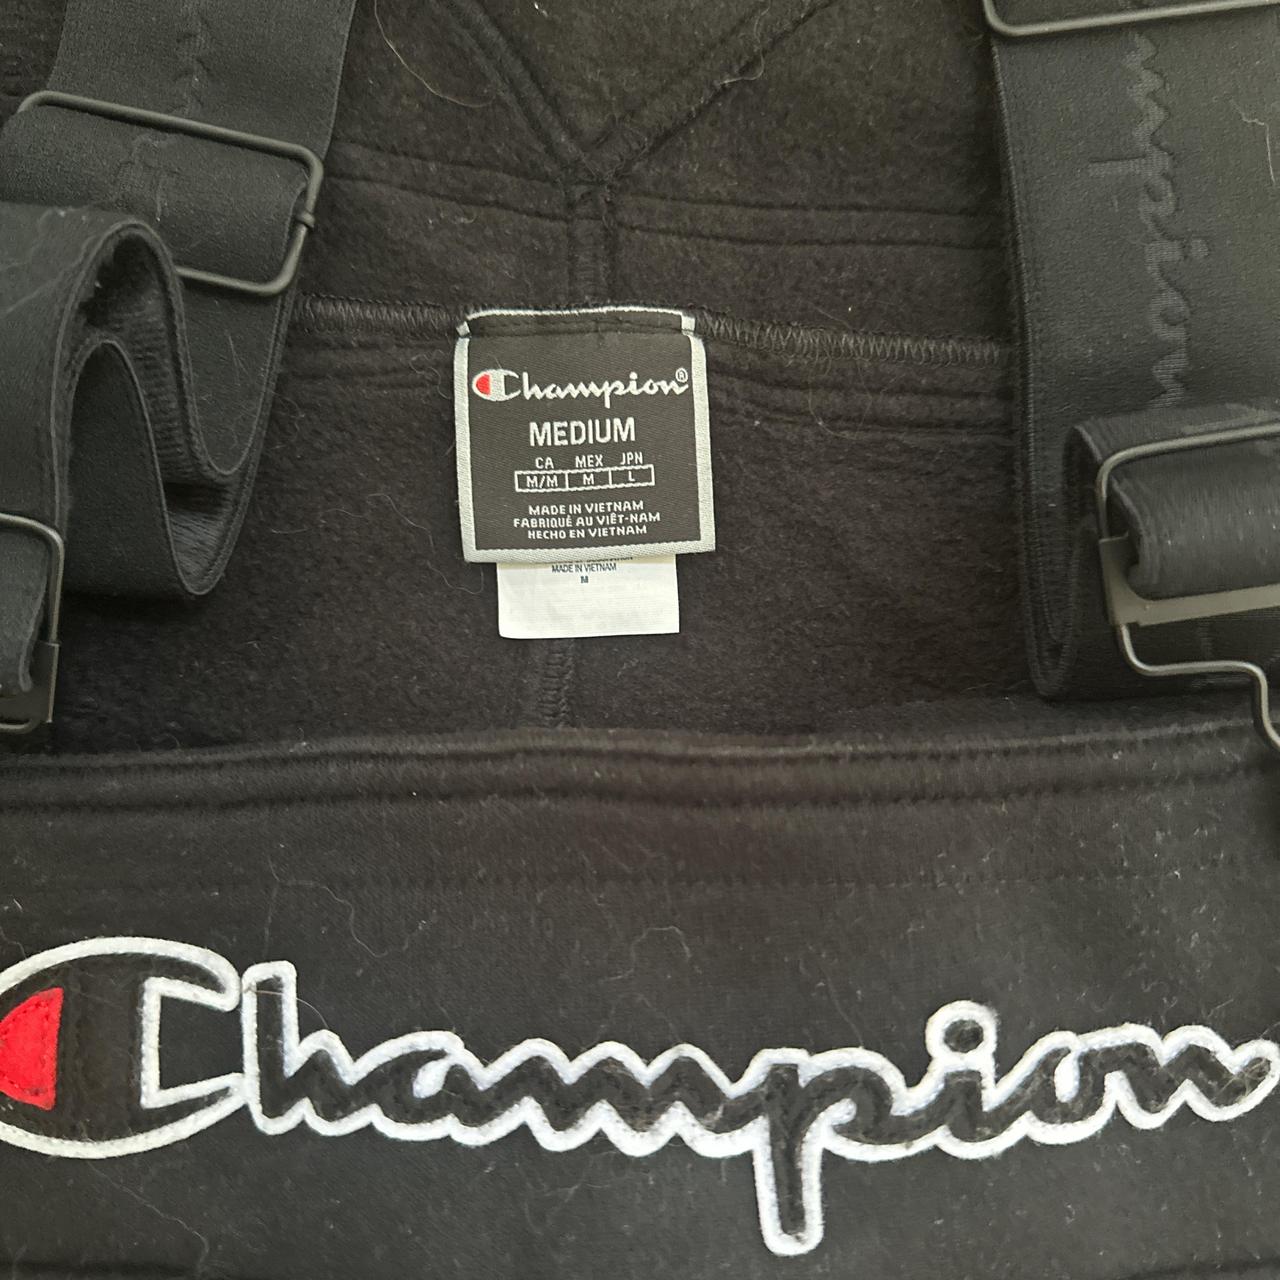 Champion
Champion®
MEDIUM
CA MEX JPN
M/M M L
MADE IN VIETNAM
FABRIQUÉ AU VIÊT-NAM
HECHO EN VIETNAM
MADE IN VIETNAM
M
Champion